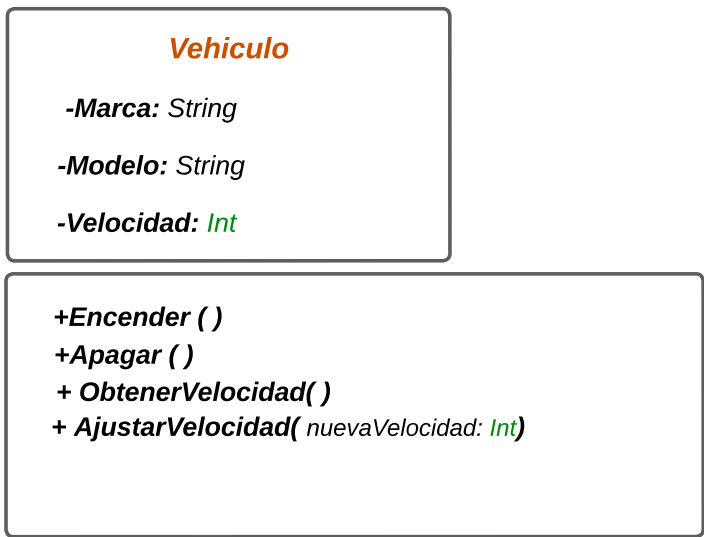 Vehiculo
-Marca: String
-Modelo: String
-Velocidad: Int
+Encender ( )
+Apagar ( )
+ ObtenerVelocidad( )
+ AjustarVelocidad( nuevaVelocidad: Int)